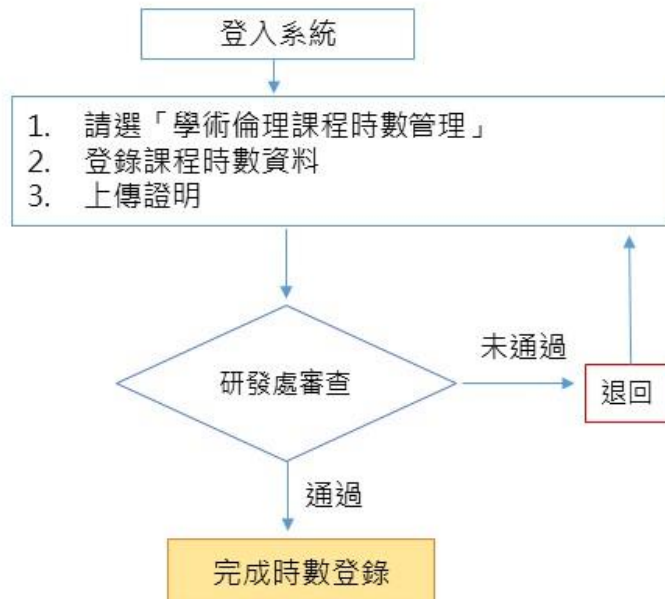 登入系統
1. 請選「學術倫理課程時數管理」
2. 登錄課程時數資料
3. 上傳證明
研發處審查
未通過
退回
通過
完成時數登錄